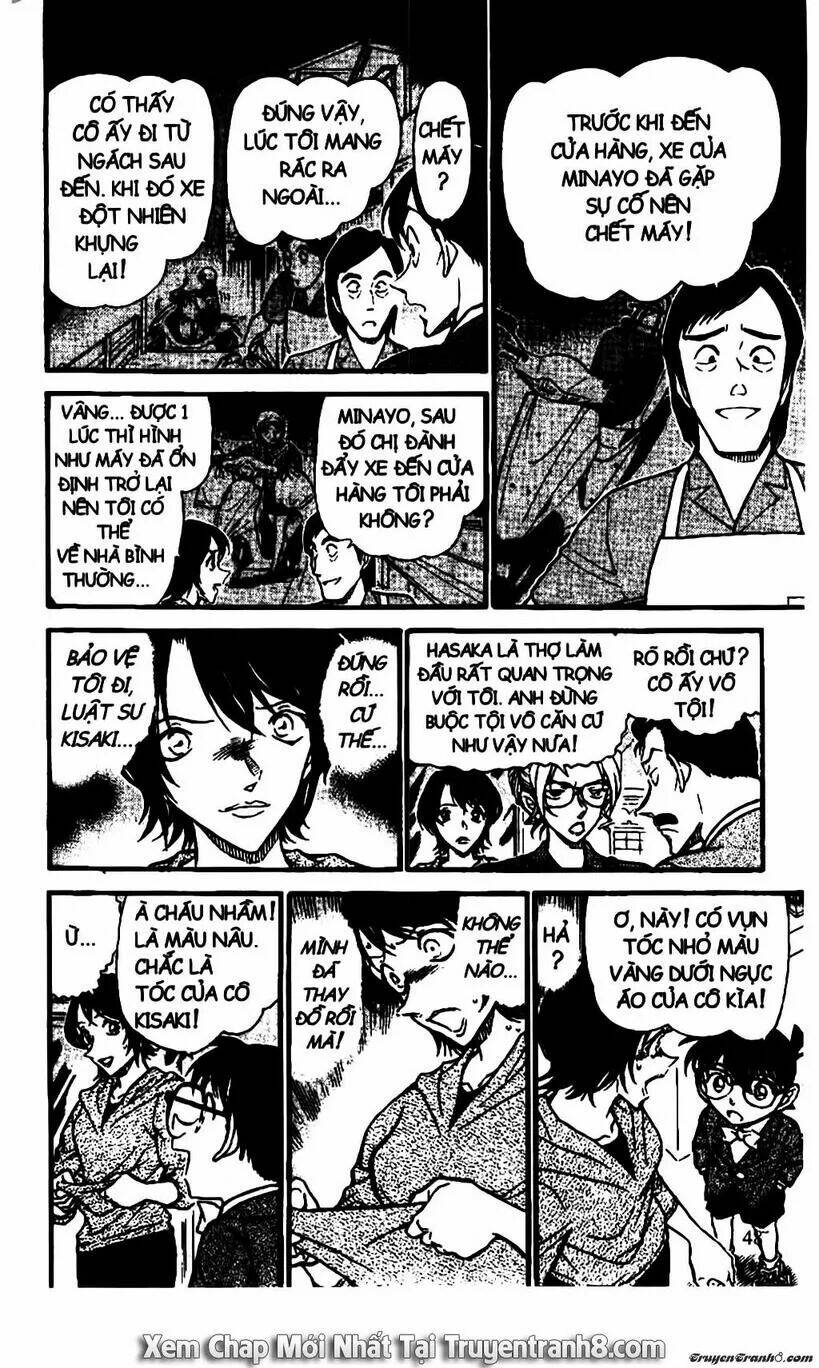 TRƯỚC KHI ĐẾN
CỬA HÀNG, XE CỦA
MINAYO ĐÃ GẶP
SỰ CỐ NÊN
CHẾT MÁY!
CHẾT
MÁY
?
ĐÚNG VẬY,
LÚC TÔI MANG
RÁC RA
NGOÀI...
CÓ THẤY
CÔ ẤY ĐI TỪ
NGÁCH SAU
ĐẾN. KHI ĐÓ XE
ĐỘT NHIÊN
KHỰNG
LẠI!
MINAYO, SAU
ĐÓ CHỊ ĐÀNH
ĐẨY XE ĐẾN CỬA
HÀNG TÔI PHẢI
KHÔNG?
VÂNG... ĐƯỢC 1
LÚC THÌ HÌNH
NHƯ MÁY ĐÃ ỔN
ĐỊNH TRỞ LẠI
NÊN TÔI CÓ
THỂ
VỀ NHÀ BÌNH
THƯỜNG...
RÕ RỒI CHỨ?
CÔ ẤY VÔ
TỘI!
HASAKA LÀ THỢ LÀM
ĐẦU RẤT QUAN TRỌNG
VỚI TÔI. ANH ĐỪNG
BUỘC TỘI VÔ CĂN CỨ
NHƯ VẬY NƯA!
ĐÚNG
RỒI...
CỨ
THẾ...
BẢO VỆ
TÔI ĐI,
LUẬT SƯ
KISAKI...
Ơ, NÀY! CÓ VỤN
TÓC NHỎ MÀU
VÀNG DƯỚI NGỰC
ÁO CỦA CÔ KÌA!
HẢ
?
KHÔNG
THỂ
NÀO...
MÌNH
ĐÃ
THAY
ĐỒ RỒI
MÀ!
À CHÁU NHẦM!
LÀ MÀU NÂU.
CHẮC LÀ
TÓC CỦA CÔ
KISAKI!
Ừ...
48
Xem Chap Mới Nhất Tại Truyentranh8.com
TruyenTranh8.com